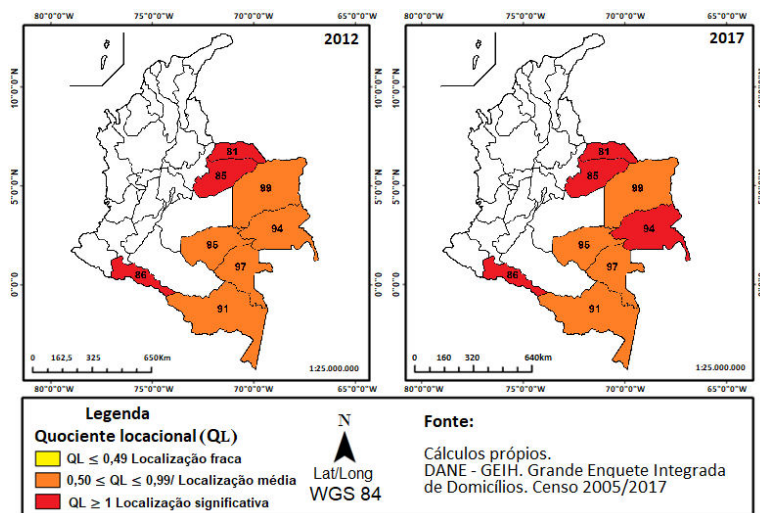 80°0'0"W 75°0'0"W 70°0'0"W
80°0'0"W 75°0'0"W 70°0'0"W
2012
2017
10°0'0"N
10°0'0"N
5°0'0"N
5°0'0"N
0°0'0"
0°0'0"
81
85
99
94
95
97
86
91
81
85
99
94
95
97
86
91
0 162,5 325 650Km
1:25.000.000
0 160 320 640Km
1:25.000.000
80°0'0"W 75°0'0"W 70°0'0"W 65°0'0"W
80°0'0"W 75°0'0"W 70°0'0"W 65°0'0"W
Legenda
Quociente locacional (QL)
QL ≤ 0,49 Localização fraca
0,50 ≤ QL ≤ 0,99/ Localização média
QL ≥ 1 Localização significativa
N
Lat/Long
WGS 84
Fonte:
Cálculos própios.
DANE - GEIH. Grande Enquete Integrada
de Domicílios. Censo 2005/2017